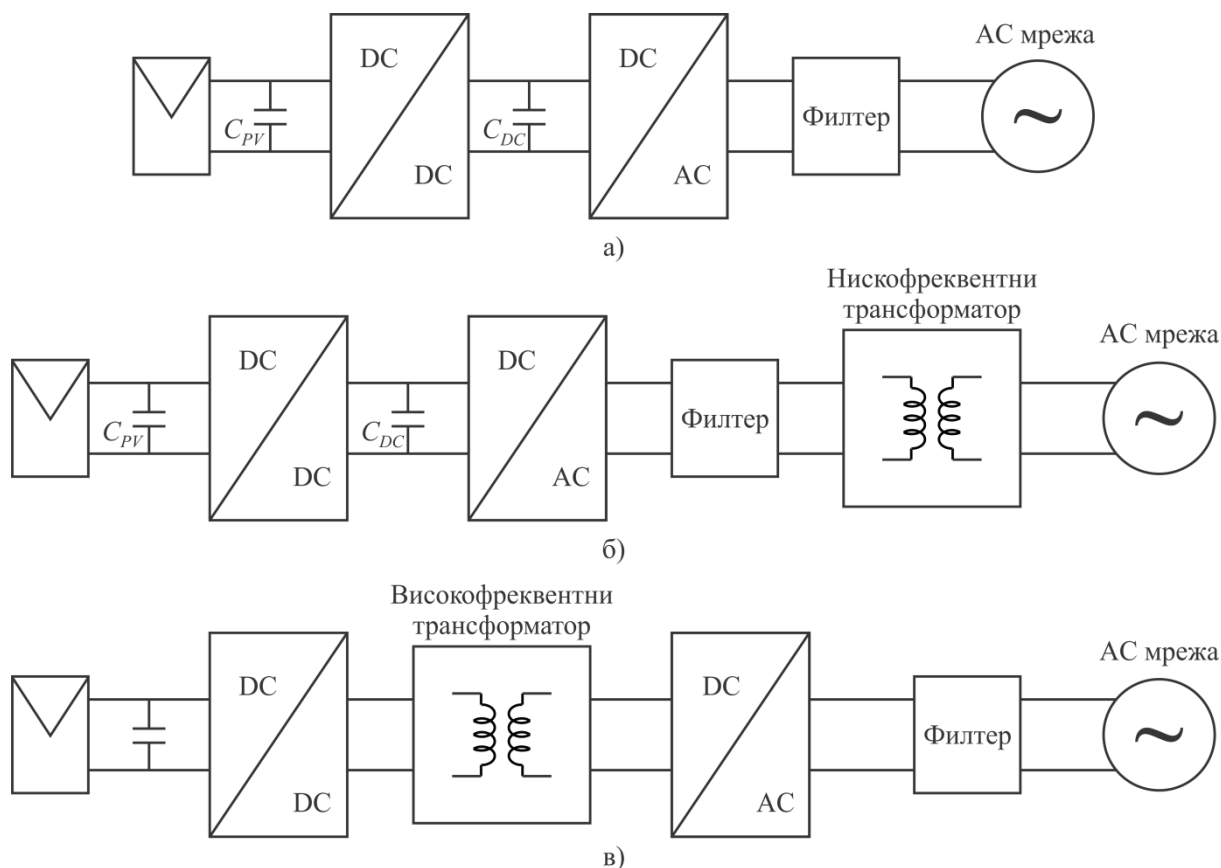 АС мрежа
DC
DC
Филтер
C_PV
C_DC
DC
АС
а)
Нискофреквентни
трансформатор
АС мрежа
DC
DC
Филтер
C_PV
C_DC
DC
АС
б)
Високофреквентни
трансформатор
АС мрежа
DC
DC
Филтер
DC
АС
в)